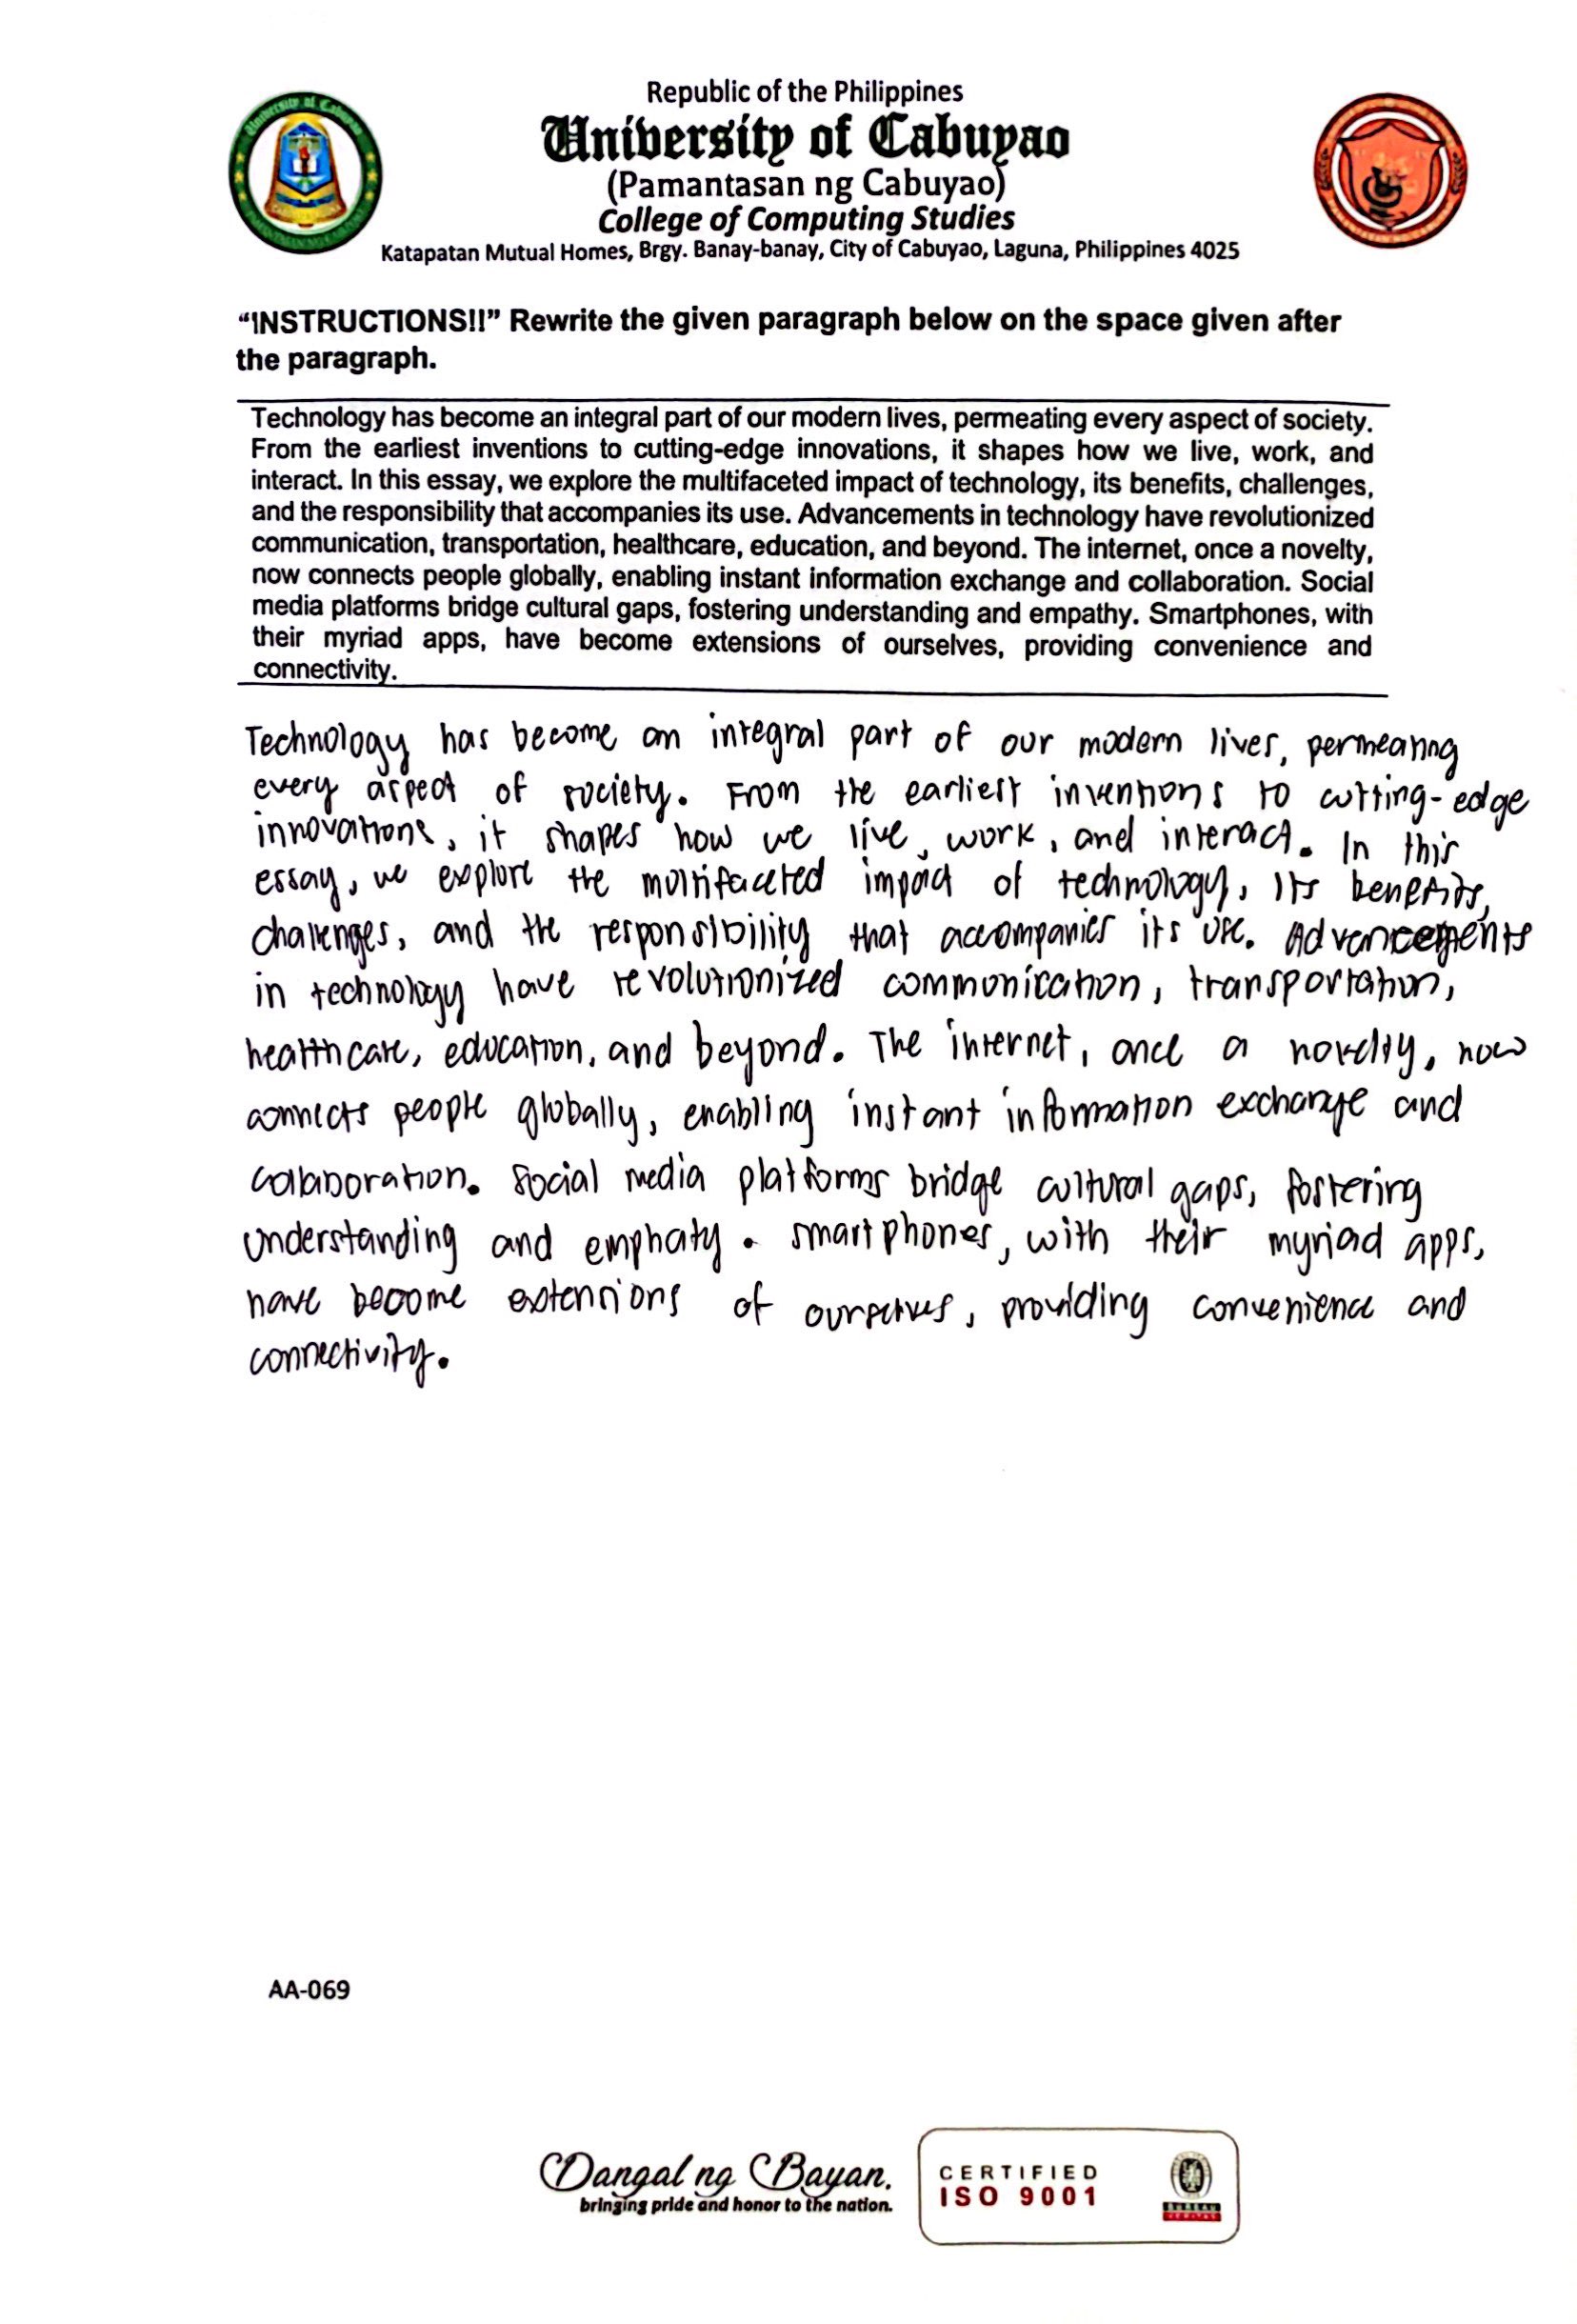 Republic of the Philippines
University of Cabuyao
(Pamantasan ng Cabuyao)
College of Computing Studies
Katapatan Mutual Homes, Brgy. Banay-banay, City of Cabuyao, Laguna, Philippines 4025
“INSTRUCTIONS!!” Rewrite the given paragraph below on the space given after
the paragraph.
Technology has become an integral part of our modern lives, permeating every aspect of society.
From the earliest inventions to cutting-edge innovations, it shapes how we live, work, and
interact. In this essay, we explore the multifaceted impact of technology, its benefits, challenges,
and the responsibility that accompanies its use. Advancements in technology have revolutionized
communication, transportation, healthcare, education, and beyond. The internet, once a novelty,
now connects people globally, enabling instant information exchange and collaboration. Social
media platforms bridge cultural gaps, fostering understanding and empathy. Smartphones, with
their myriad apps, have become extensions of ourselves, providing convenience and
connectivity.
Technology has become an integral part of our modern lives, permeating
every aspect of society. From the earliest inventions to cutting-edge
innovations, it shapes how we live, work, and interact. In this
essay, we explore the multifaceted impact of technology, its benefits,
challenges, and the responsibility that accompanies its use. Advancements
in technology have revolutionized communication, transportation,
healthcare, education, and beyond. The internet, once a novelty, now
connects people globally, enabling instant information exchange and
collaboration. Social media platforms bridge cultural gaps, fostering
understanding and emphaty. smartphones, with their myriad apps,
have become extensions of ourselves, providing convenience and
connectivity.
AA-069
Dangal ng Bayan.
bringing pride and honor to the nation.
CERTIFIED
ISO 9001
BUREAU
VERITAS